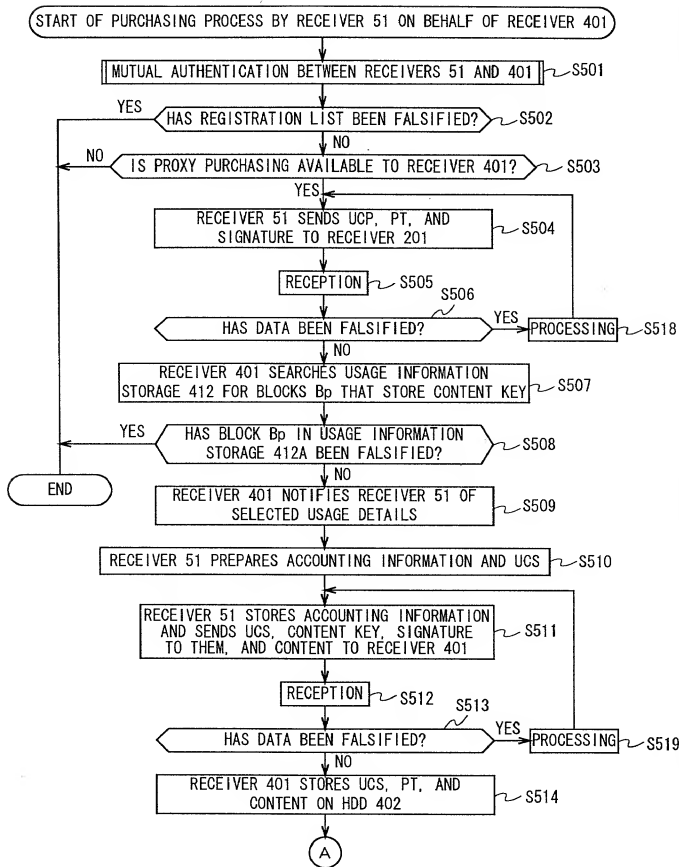 START OF PURCHASING PROCESS BY RECEIVER 51 ON BEHALF OF RECEIVER 401
MUTUAL AUTHENTICATION BETWEEN RECEIVERS 51 AND 401
S501
YES
HAS REGISTRATION LIST BEEN FALSIFIED?
S502
NO
NO
IS PROXY PURCHASING AVAILABLE TO RECEIVER 401?
S503
YES
RECEIVER 51 SENDS UCP, PT, AND
SIGNATURE TO RECEIVER 201
S504
RECEPTION
S505
S506
HAS DATA BEEN FALSIFIED?
YES
PROCESSING
S518
NO
RECEIVER 401 SEARCHES USAGE INFORMATION
STORAGE 412 FOR BLOCKS Bp THAT STORE CONTENT KEY
S507
YES
HAS BLOCK Bp IN USAGE INFORMATION
STORAGE 412A BEEN FALSIFIED?
S508
END
NO
RECEIVER 401 NOTIFIES RECEIVER 51 OF
SELECTED USAGE DETAILS
S509
RECEIVER 51 PREPARES ACCOUNTING INFORMATION AND UCS
S510
RECEIVER 51 STORES ACCOUNTING INFORMATION
AND SENDS UCS, CONTENT KEY, SIGNATURE
TO THEM, AND CONTENT TO RECEIVER 401
S511
RECEPTION
S512
S513
HAS DATA BEEN FALSIFIED?
YES
PROCESSING
S519
NO
RECEIVER 401 STORES UCS, PT, AND
CONTENT ON HDD 402
S514
A